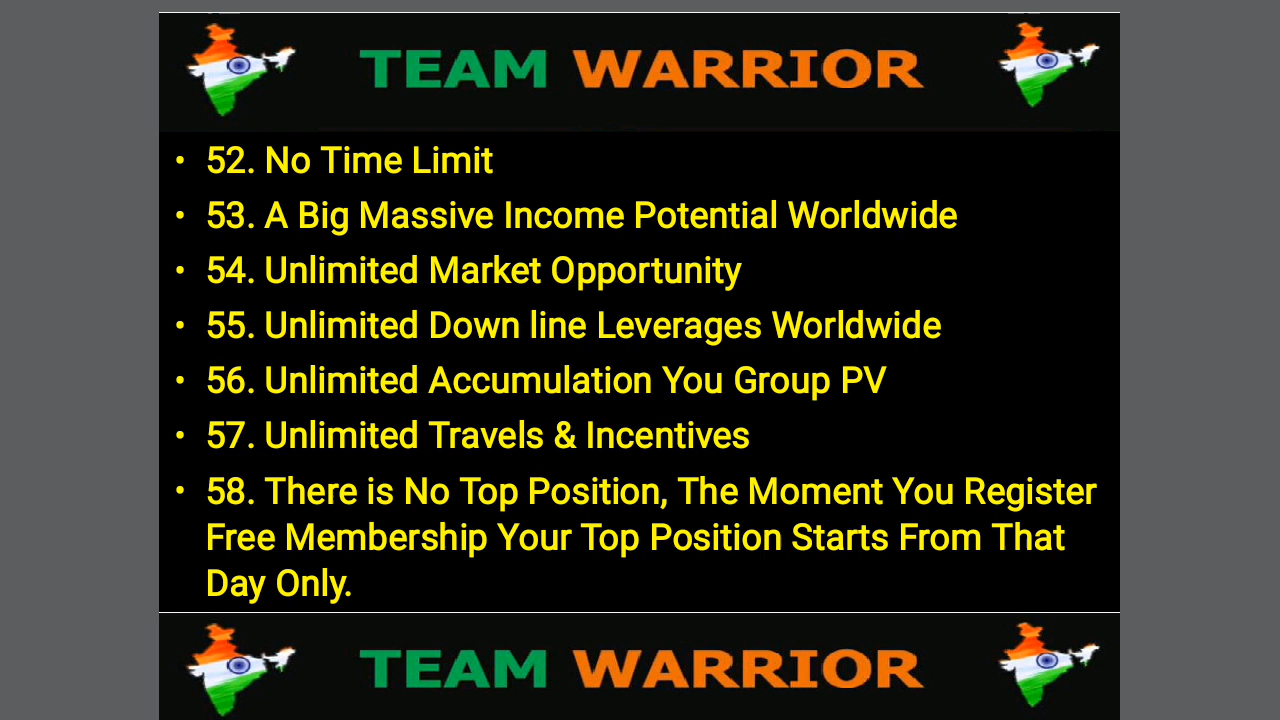 TEAM WARRIOR
• 52. No Time Limit
• 53. A Big Massive Income Potential Worldwide
• 54. Unlimited Market Opportunity
• 55. Unlimited Down line Leverages Worldwide
• 56. Unlimited Accumulation You Group PV
• 57. Unlimited Travels & Incentives
• 58. There is No Top Position, The Moment You Register
Free Membership Your Top Position Starts From That
Day Only.
TEAM WARRIOR